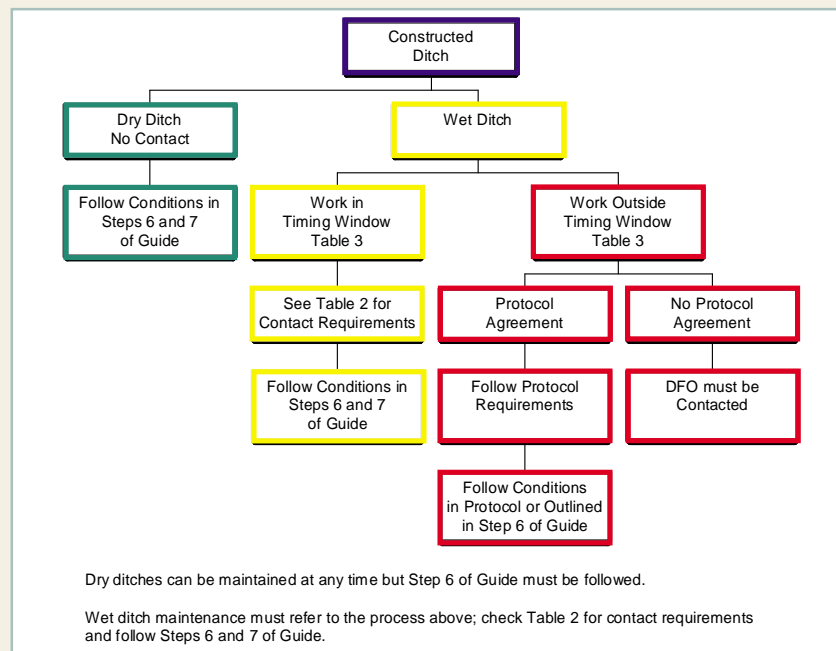 Constructed
Ditch
Dry Ditch
No Contact
Wet Ditch
Follow Conditions in
Steps 6 and 7
of Guide
Work in
Timing Window
Table 3
Work Outside
Timing Window
Table 3
See Table 2 for
Contact Requirements
Protocol
Agreement
No Protocol
Agreement
Follow Conditions in
Steps 6 and 7
of Guide
Follow Protocol
Requirements
DFO must be
Contacted
Follow Conditions
in Protocol or Outlined
in Step 6 of Guide
Dry ditches can be maintained at any time but Step 6 of Guide must be followed.
Wet ditch maintenance must refer to the process above; check Table 2 for contact requirements
and follow Steps 6 and 7 of Guide.